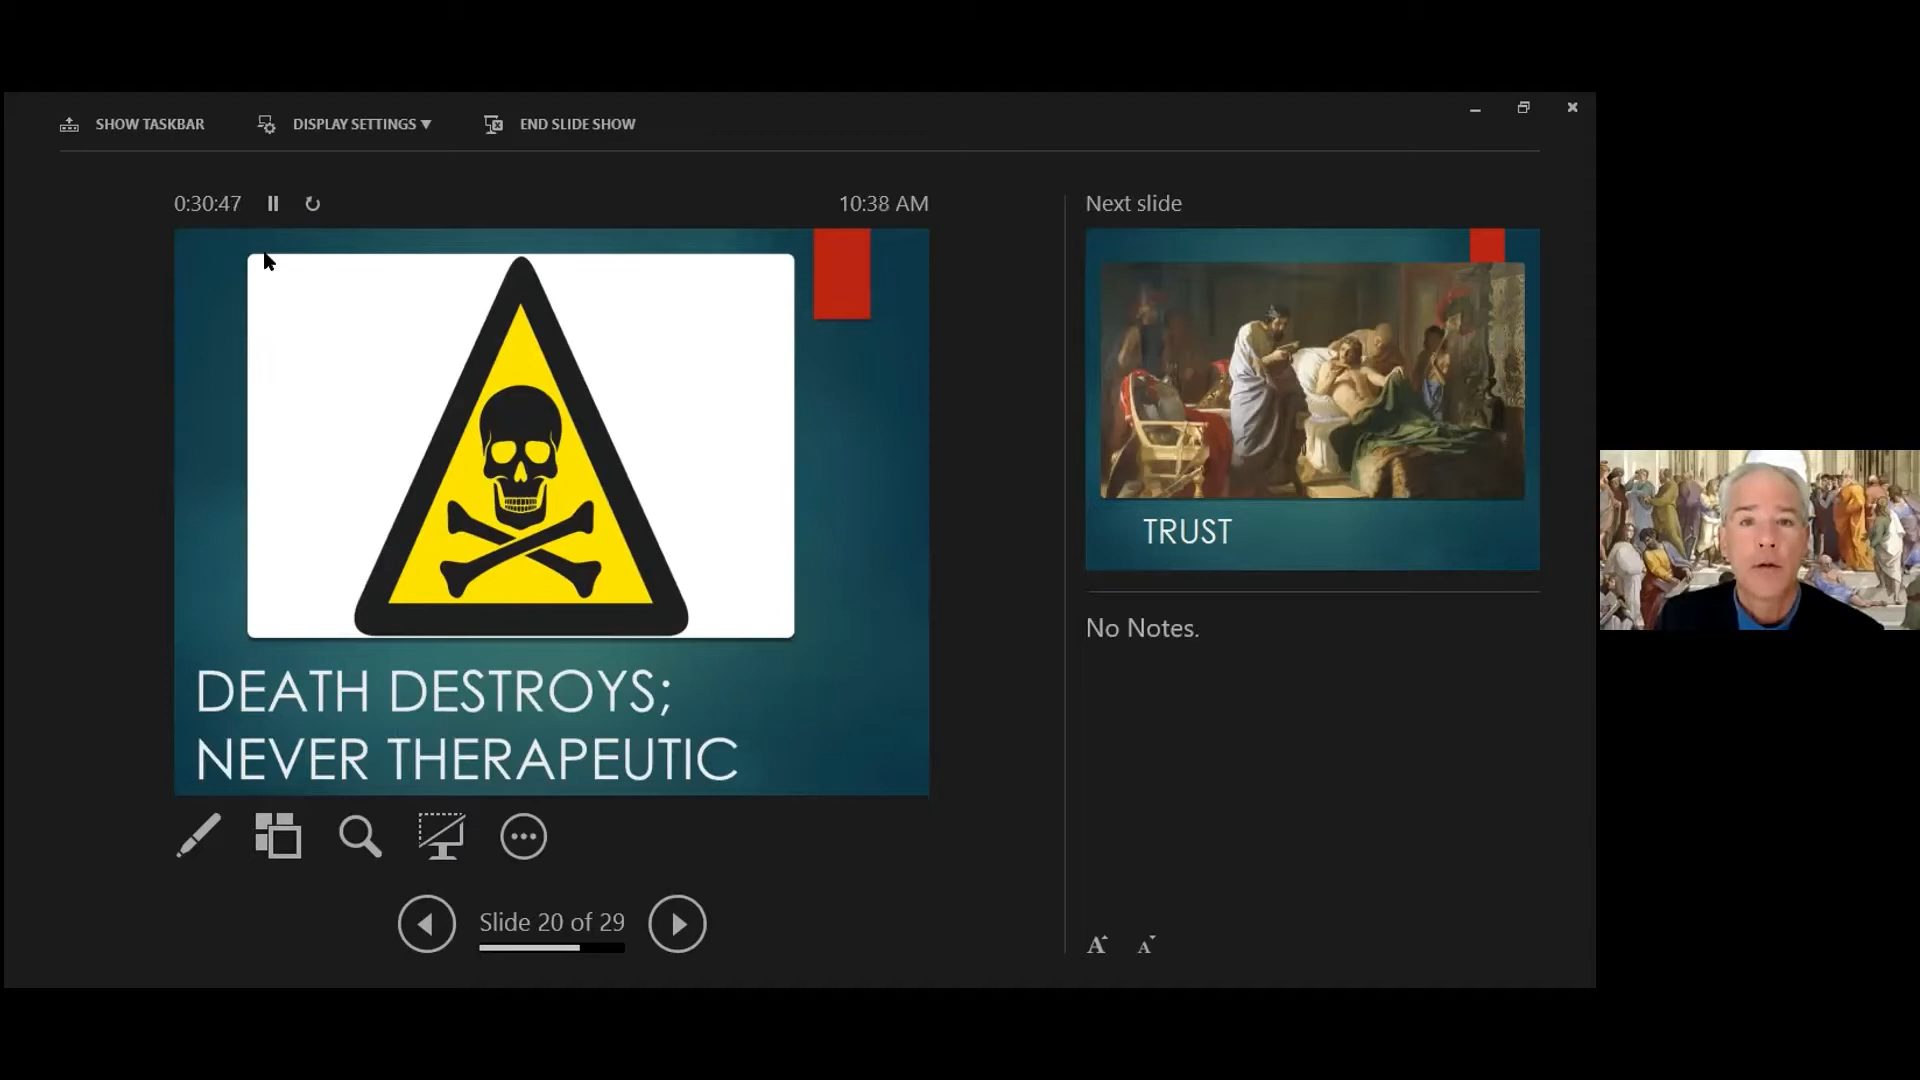 SHOW TASKBAR
DISPLAY SETTINGS ▼
END SLIDE SHOW
0:30:47
10:38 AM
DEATH DESTROYS;
NEVER THERAPEUTIC
Slide 20 of 29
Next slide
TRUST
No Notes.
A
A